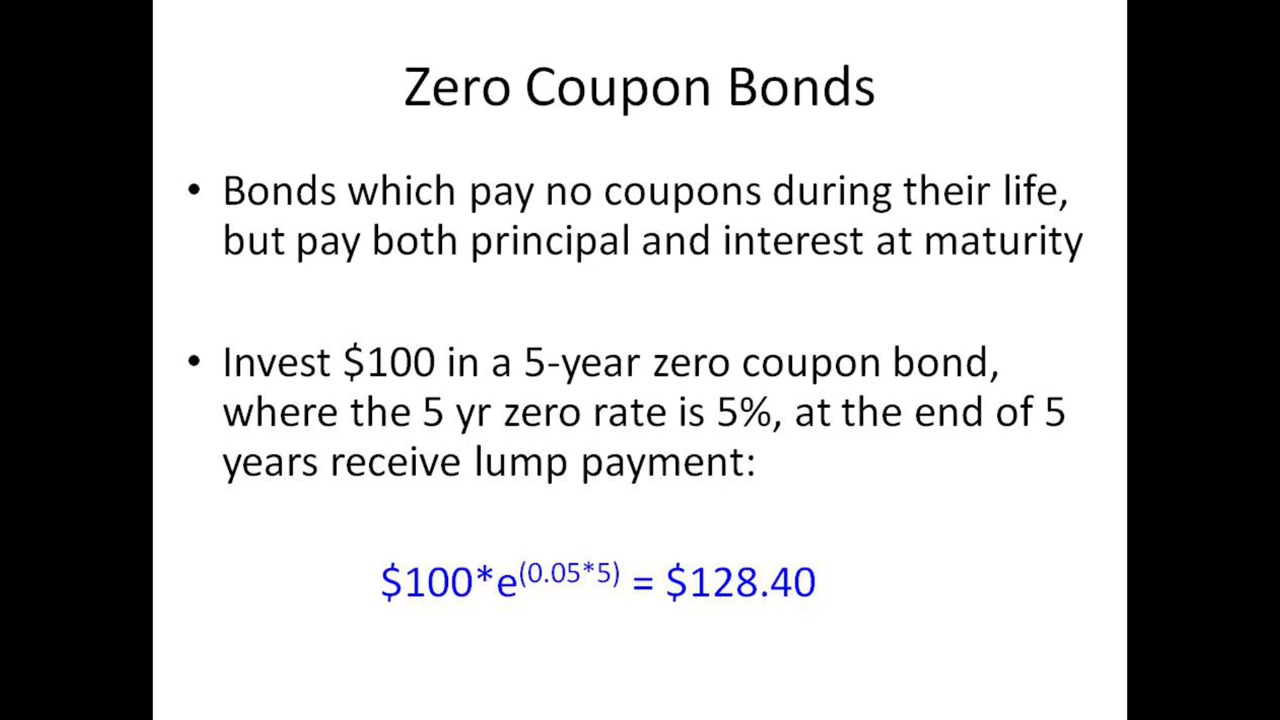 Zero Coupon Bonds
• Bonds which pay no coupons during their life,
but pay both principal and interest at maturity
• Invest $100 in a 5-year zero coupon bond,
where the 5 yr zero rate is 5%, at the end of 5
years receive lump payment:
$100*e^(0.05*5) = $128.40